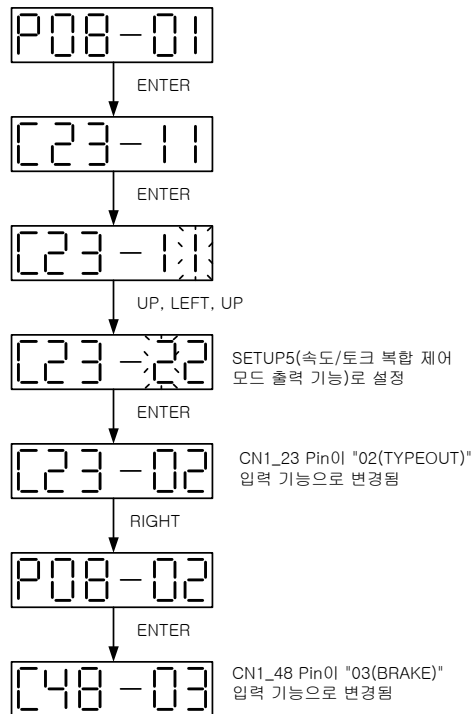 P08-01
ENTER
C23-11
ENTER
C23-11
UP, LEFT, UP
C23-22
SETUP5(속도/토크 복합 제어
모드 출력 기능)로 설정
ENTER
C23-02
CN1_23 Pin이 "02(TYPEOUT)"
입력 기능으로 변경됨
RIGHT
P08-02
ENTER
C48-03
CN1_48 Pin이 "03(BRAKE)"
입력 기능으로 변경됨